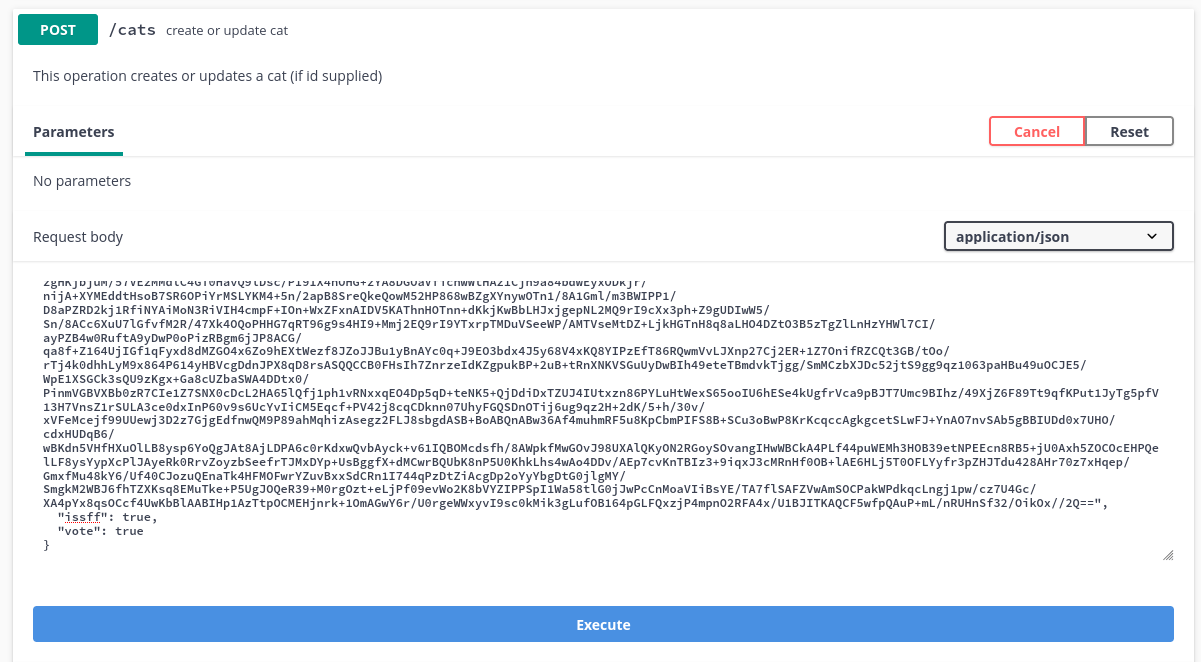 POST /cats create or update cat
This operation creates or updates a cat (if id supplied)
Parameters
Cancel Reset
No parameters
Request body
application/json
nijA+XYMEddtHsoB7SR6OPiYrMSLYKM4+5n/2apB8SreQkeQowM52HP868wBZgXYnywOTn1/8A1Gml/m3BWIPP1/
D8aPZRD2kj1RfiNYAiMoN3RiVIH4cmpF+IOn+WxZFxnAIDV5KAThnHOTnn+dKkjKwBbLHJxjgepNL2MQ9rI9cXx3ph+Z9gUDIwW5/
Sn/8ACc6XuU7lGfvfM2R/47Xk4OQoPHHG7qRT96g9s4HI9+Mmj2EQ9rI9YTxrpTMDuVSeeWP/AMTVseMtDZ+LjkHGTnH8q8aLHO4DZtO3B5zTgZlLnHzYHWl7CI/
ayPZB4w0RuftA9yDwP0oPizRBgm6jJP8ACG/
qa8f+Z164UjIGf1qFyxd8dMZGO4x6Zo9hEXtWezf8JZoJJBu1yBnAYc0q+J9EO3bdx4J5y68V4xKQ8YIPzEfT86RQwmVvLJXnp27Cj2ER+1Z7OnifRZCQt3GB/tOo/
rTj4k0dhhLyM9x864P614yHBVcgDdnJPX8qD8rsASQQCCB0FHsIh7ZnrzeIdKZgpukBP+2uB+tRnXNKVSGuUyDwBIh49eteTBmdvkTjgg/SmMCzbXJDc52jtS9gg9qz1063paHBu49uOCJE5/
WpE1XSGCk3sQU9zKgx+Ga8cUZbaSWA4DDtx0/
PinmVGBVXBb0zR7CIe1Z7SNX0cDcL2HA65lQfj1ph1vRNxxqEO4Dp5qD+teNK5+QjDdiDxTZUJ4IUtxzn86PYLuHtWexS65ooIU6hESe4kUgfrVca9pBJT7Umc9BIhz/49XjZ6F89Tt9qfKPut1JyTg5pfV
13H7VnsZ1rSULA3ce0dxInP60v9s6UcYvIiCM5Eqcf+PV42j8cqCDknn07UhyFGQSDnOTij6ug9qz2H+2dK/5+h/30v/
xVFeMcejf99UUewj3D2z7GjgEdfnwQM9P89ahMqhizAsegz2FLJ8sbgdASB+BoABQnABw36Af4muhmRF5u8KpCbmPIFS8B+SCu3oBwP8KrKqccAgkgcetSLwFJ+YnAO7nvSAb5gBBIUDd0x7UHO/
cdxHUDqB6/
wBKdn5VHfHXuOlLB8ysp6YoQgJAt8AjLDPA6c0rKdxwQvbAyck+v61IQBOMcdsfh/8AWpkfMwGOvJ98UXAlQKyON2RGoySOvangIHwWBCkA4PLf44puWEMh3HOB39etNPEEcn8RB5+jU0Axh5ZOCOcEHPQe
lLLF8ysYypXcPlJAyeRk0RrvZoyzbSeefrTJMxDYp+UsBggfX+dMCwrBQUbK8nP5U0KhkLhs4wAo4DDv/AEp7cvKnTBIz3+9iqxJ3cMRnHf0OB+lAE6HLj5T0OFLYyfr3pZHJTdu428AHr70z7xHqep/
GmxfMu48kY6/Uf40CJozuQEnaTk4HFMOFwrYZuvBxxSdCRn1I744qPzDtZiAcgDp2oYyYbgDtG0jlgMY/
SmgkM2WBJ6fhTZXKsq8EMuTke+P5UgJOQeR39+M0rgOzt+eLjPf09evWo2K8bVYZIPPSpI1Wa58tlG0jJwPcCnMoaVIiBsYE/TA7flSAFZVwAmSOCPakWPdkqcLngj1pw/cz7U4Gc/
XA4pYx8qsOCcf4UwKbBlAABIHp1AzTtpOCMEHjnrk+1OmAGwY6r/U0rgeWWxyvI9sc0kMik3gLufOB164pGLFQxzjP4mpnO2RFA4x/U1BJITKAQCF5wfpQAuP+mL/nRUHnSf32/OikOx//2Q==",
"issff": true,
"vote": true
}
Execute